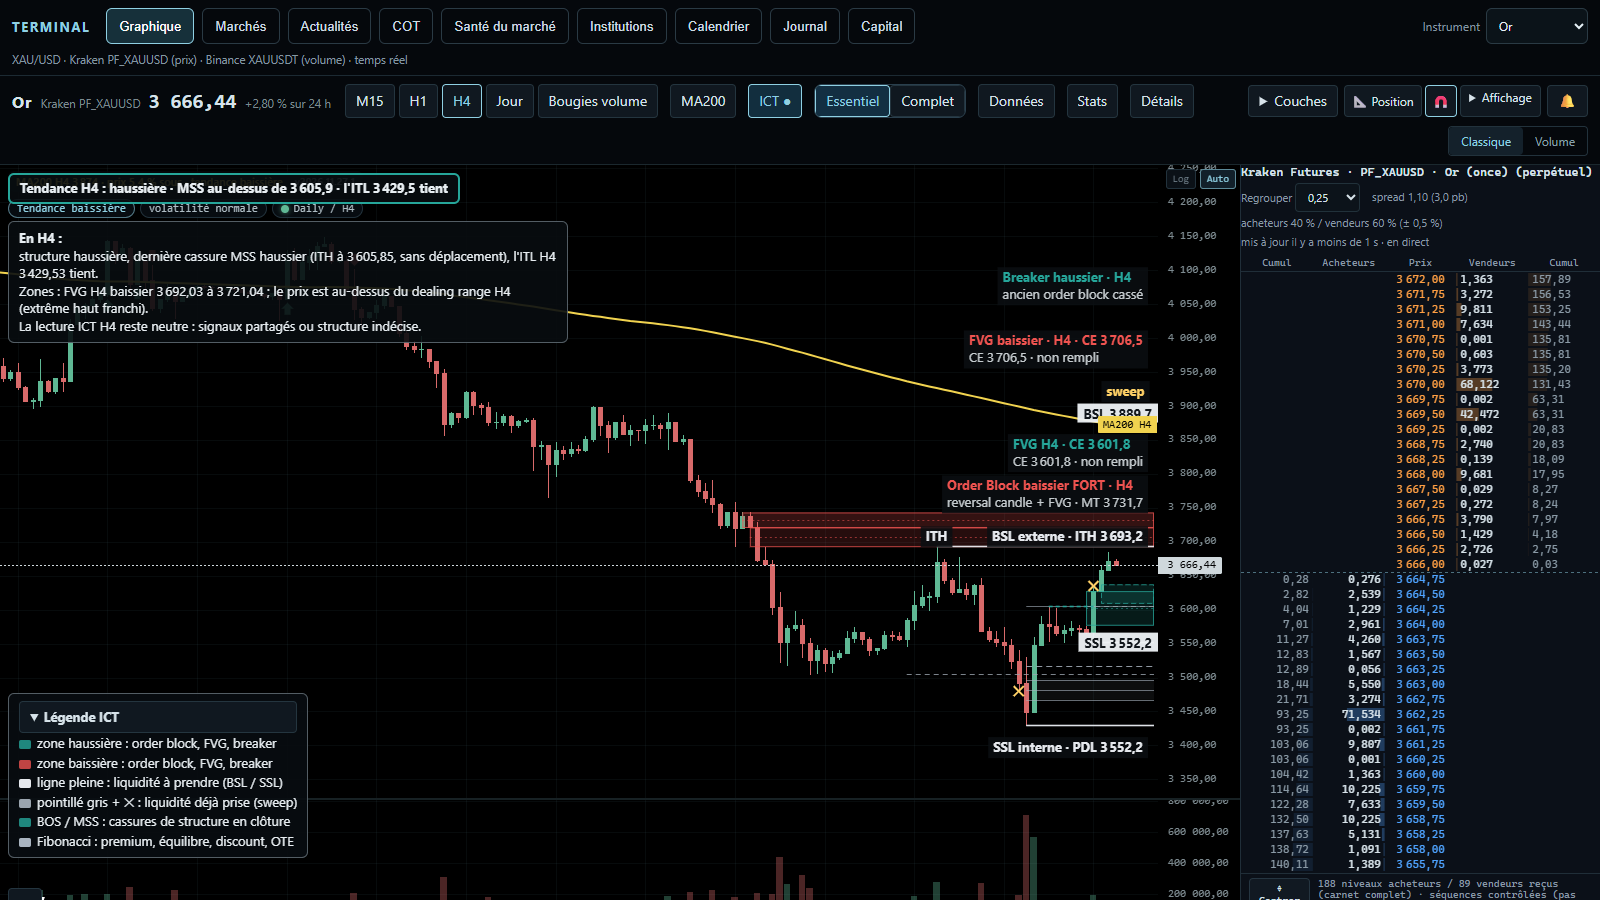 TERMINAL
Graphique
Marchés
Actualités
COT
Santé du marché
Institutions
Calendrier
Journal
Capital
Instrument
Or
XAU/USD · Kraken PF_XAUUSD (prix) · Binance XAUUSDT (volume) · temps réel
Or Kraken PF_XAUUSD 3 666,44 +2,80 % sur 24 h
M15
H1
H4
Jour
Bougies volume
MA200
ICT ●
Essentiel
Complet
Données
Stats
Détails
▶ Couches
Position
▶ Affichage
Classique
Volume
Tendance H4 : haussière · MSS au-dessus de 3 605,9 · l'ITL 3 429,5 tient
Tendance baissière
volatilité normale
Daily / H4
En H4 :
structure haussière, dernière cassure MSS haussier (ITH à 3 605,85, sans déplacement), l'ITL H4
3 429,53 tient.
Zones : FVG H4 baissier 3 692,03 à 3 721,04 ; le prix est au-dessus du dealing range H4
(extrême haut franchi).
La lecture ICT H4 reste neutre : signaux partagés ou structure indécise.
Log
Auto
4 250,00
4 200,00
4 150,00
4 100,00
4 050,00
4 000,00
3 950,00
3 900,00
3 850,00
3 800,00
3 750,00
3 700,00
3 666,44
3 650,00
3 600,00
3 550,00
3 500,00
3 450,00
3 400,00
3 350,00
800 000,00
600 000,00
400 000,00
200 000,00
Breaker haussier · H4
ancien order block cassé
FVG baissier · H4 · CE 3 706,5
CE 3 706,5 · non rempli
sweep
BSL 3 889,7
MA200 H4
FVG H4 · CE 3 601,8
CE 3 601,8 · non rempli
Order Block baissier FORT · H4
reversal candle + FVG · MT 3 731,7
ITH
BSL externe · ITH 3 693,2
SSL 3 552,2
SSL interne · PDL 3 552,2
▼ Légende ICT
zone haussière : order block, FVG, breaker
zone baissière : order block, FVG, breaker
ligne pleine : liquidité à prendre (BSL / SSL)
pointillé gris + ✕ : liquidité déjà prise (sweep)
BOS / MSS : cassures de structure en clôture
Fibonacci : premium, équilibre, discount, OTE
Kraken Futures · PF_XAUUSD · Or (once) (perpétuel)
Regrouper 0,25 spread 1,10 (3,0 pb)
acheteurs 40 % / vendeurs 60 % (± 0,5 %)
mis à jour il y a moins de 1 s · en direct
Cumul Acheteurs Prix Vendeurs Cumul
3 672,00 1,363 157,89
3 671,75 3,272 156,53
3 671,25 9,811 153,25
3 671,00 7,634 143,44
3 670,75 0,001 135,81
3 670,50 0,603 135,81
3 670,25 3,773 135,20
3 670,00 68,122 131,43
3 669,75 0,002 63,31
3 669,50 42,472 63,31
3 669,25 0,002 20,83
3 668,75 2,740 20,83
3 668,25 0,139 18,09
3 668,00 9,681 17,95
3 667,50 0,029 8,27
3 667,25 0,272 8,24
3 666,75 3,790 7,97
3 666,50 1,429 4,18
3 666,25 2,726 2,75
3 666,00 0,027 0,03
0,28 0,276 3 664,75
2,82 2,539 3 664,50
4,04 1,229 3 664,25
7,01 2,961 3 664,00
11,27 4,260 3 663,75
12,83 1,567 3 663,50
12,89 0,056 3 663,25
18,44 5,550 3 663,00
21,71 3,274 3 662,75
93,25 71,534 3 662,25
93,25 0,002 3 661,75
103,06 9,807 3 661,25
103,06 0,001 3 660,25
104,42 1,363 3 660,00
114,64 10,225 3 659,75
122,28 7,633 3 659,50
132,50 10,225 3 658,75
137,63 5,131 3 658,25
138,72 1,091 3 658,00
140,11 1,389 3 655,75
188 niveaux acheteurs / 89 vendeurs reçus
(carnet complet) · séquences contrôlées (pas